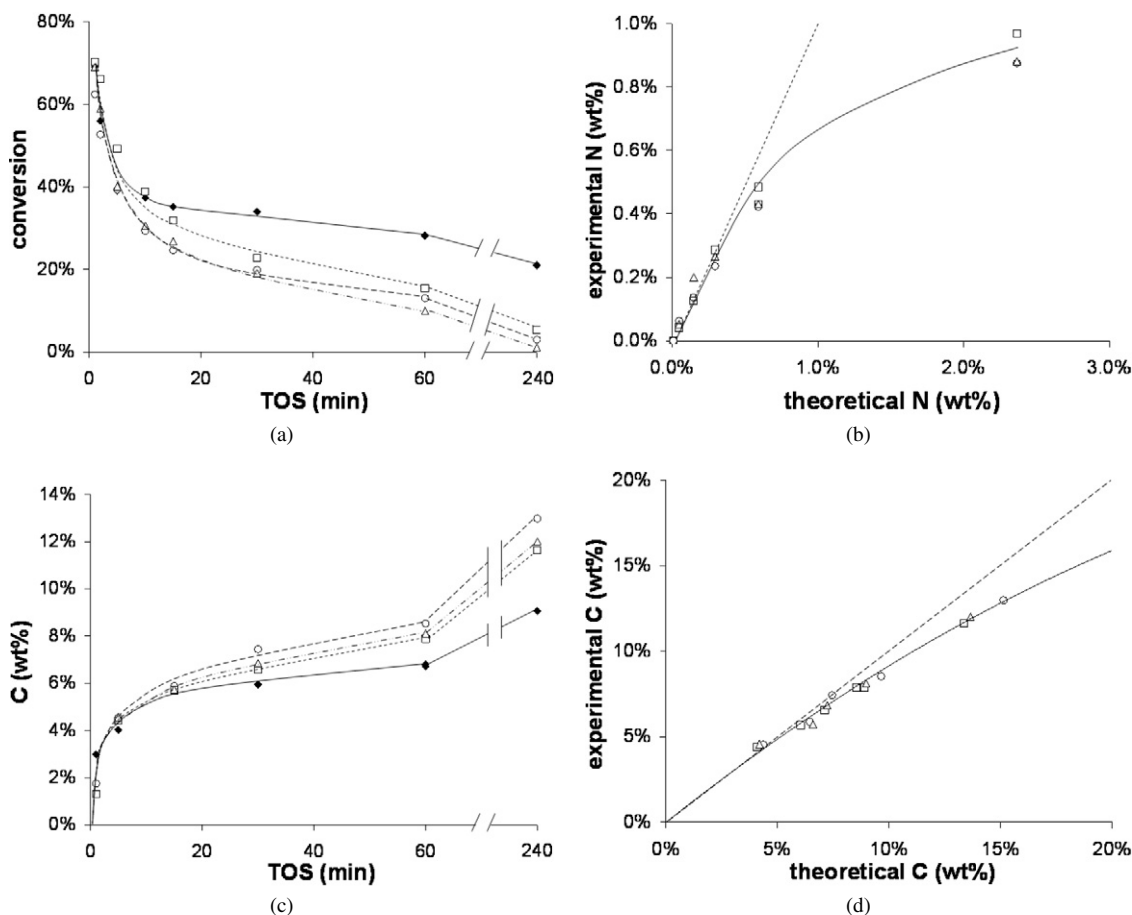 80%
60%
40%
20%
0%
conversion
0 20 40 60 240
TOS (min)
(a)
1.0%
0.8%
0.6%
0.4%
0.2%
0.0%
experimental N (wt%)
0.0% 1.0% 2.0% 3.0%
theoretical N (wt%)
(b)
14%
12%
10%
8%
6%
4%
2%
0%
C (wt%)
0 20 40 60 240
TOS (min)
(c)
20%
15%
10%
5%
0%
experimental C (wt%)
0% 5% 10% 15% 20%
theoretical C (wt%)
(d)